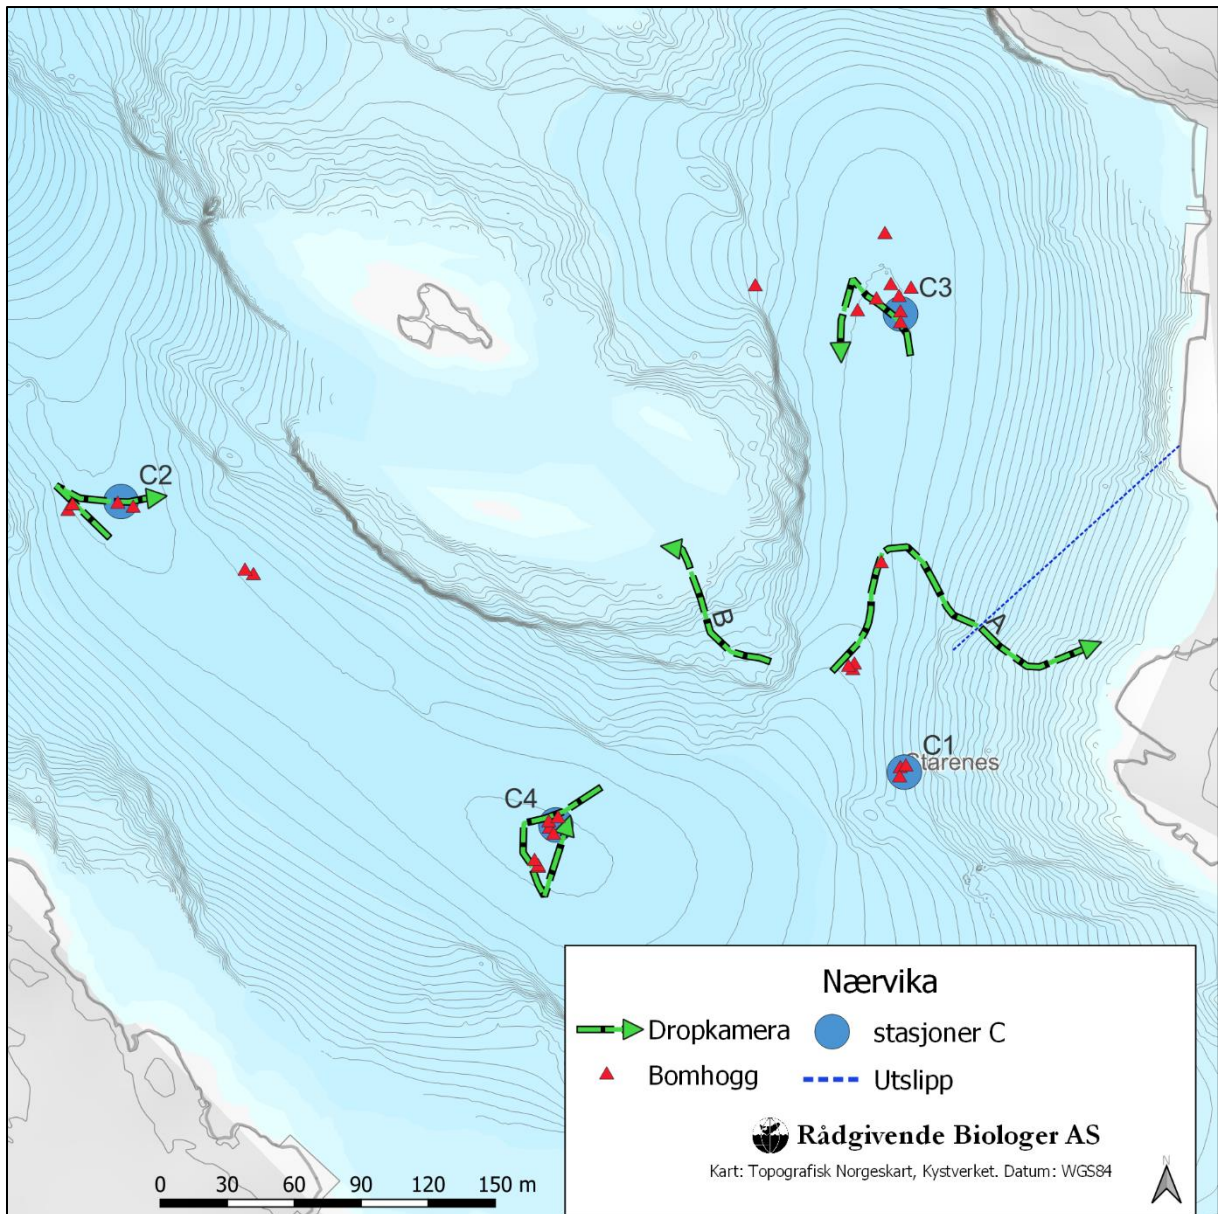 C3
C2
B
A
C1
Starenes
C4
Nærvika
Dropkamera
stasjoner C
Bomhogg
Utslipp
Rådgivende Biologer AS
Kart: Topografisk Norgeskart, Kystverket. Datum: WGS84
N
0 30 60 90 120 150 m